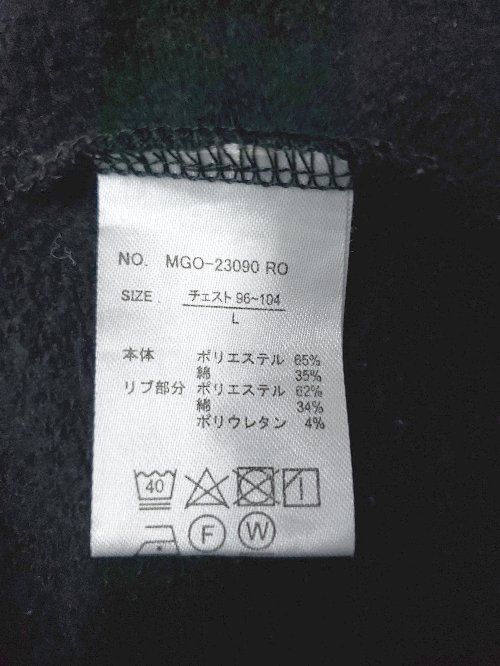 NO. MGO-23090 RO
SIZE. チェスト 96~104
L
本体 ポリエステル 65%
綿 35%
リブ部分 ポリエステル 62%
綿 34%
ポリウレタン 4%
40
F W